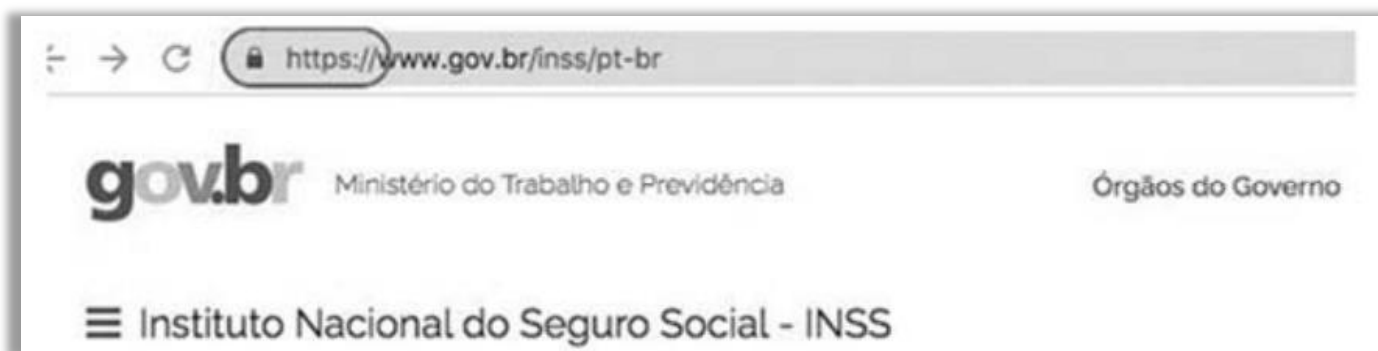 https://www.gov.br/inss/pt-br
gov.br Ministério do Trabalho e Previdência Órgãos do Governo
Instituto Nacional do Seguro Social - INSS